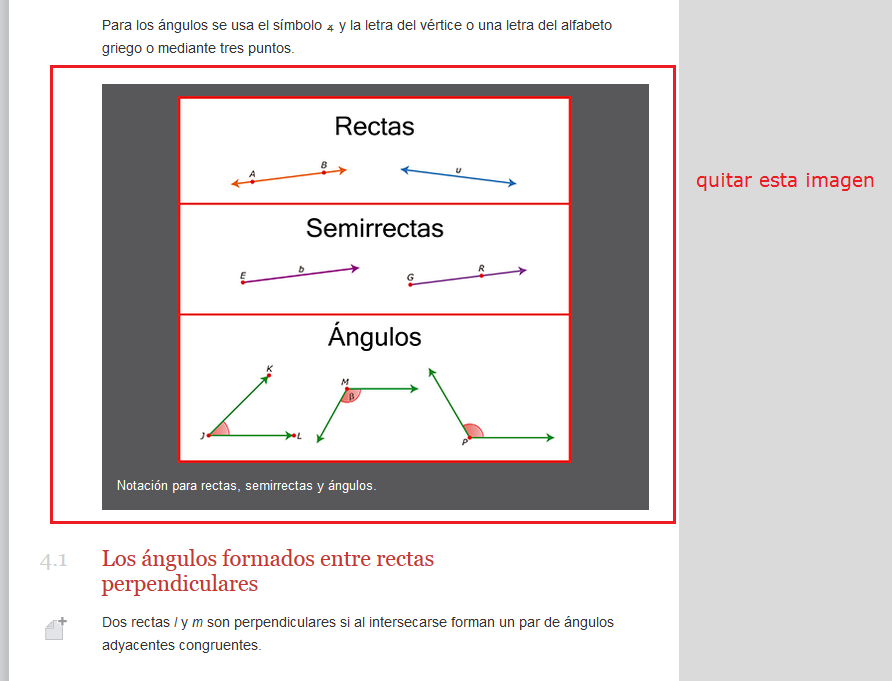 Para los ángulos se usa el símbolo ∡ y la letra del vértice o una letra del alfabeto
griego o mediante tres puntos.
quitar esta imagen
Rectas
A B u
Semirrectas
E b G R
Ángulos
K
J L
M
β
P
Notación para rectas, semirrectas y ángulos.
4.1 Los ángulos formados entre rectas
perpendiculares
Dos rectas l y m son perpendiculares si al intersecarse forman un par de ángulos
adyacentes congruentes.